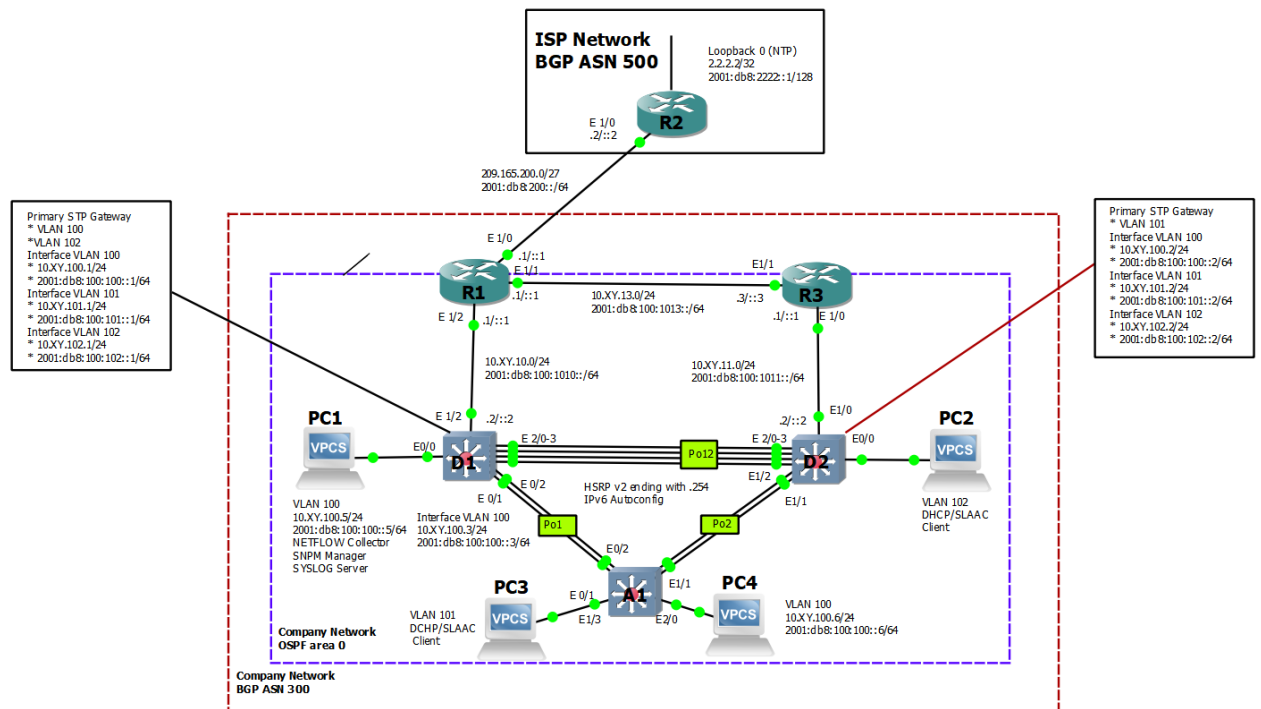 ISP Network
BGP ASN 500
Loopback 0 (NTP)
2.2.2.2/32
2001:db8:2222::1/128
R2
E 1/0
.2/::2
209.165.200.0/27
2001:db8:200::/64
Primary STP Gateway
* VLAN 100
*VLAN 102
Interface VLAN 100
* 10.XY.100.1/24
* 2001:db8:100:100::1/64
Interface VLAN 101
* 10.XY.101.1/24
* 2001:db8:100:101::1/64
Interface VLAN 102
* 10.XY.102.1/24
* 2001:db8:100:102::1/64
Primary STP Gateway
* VLAN 101
Interface VLAN 100
* 10.XY.100.2/24
* 2001:db8:100:100::2/64
Interface VLAN 101
* 10.XY.101.2/24
* 2001:db8:100:101::2/64
Interface VLAN 102
* 10.XY.102.2/24
* 2001:db8:100:102::2/64
E 1/0
.1/::1
E 1/1
R1
.1/::1
E 1/2
.1/::1
10.XY.13.0/24
2001:db8:100:1013::/64
E1/1
.3/::3
R3
.1/::1
E 1/0
10.XY.10.0/24
2001:db8:100:1010::/64
10.XY.11.0/24
2001:db8:100:1011::/64
E 1/2
.2/::2
E1/0
.2/::2
PC1
VPCS
E0/0
D1
E 2/0-3
Po12
E 2/0-3
D2
E0/0
PC2
VPCS
E 0/2
E 0/1
HSRP v2 ending with .254
IPv6 Autoconfig
E1/2
E1/1
VLAN 100
10.XY.100.5/24
2001:db8:100:100::5/64
NETFLOW Collector
SNPM Manager
SYSLOG Server
Interface VLAN 100
10.XY.100.3/24
2001:db8:100:100::3/64
VLAN 102
DHCP/SLAAC
Client
Po1
Po2
E0/2
A1
E1/1
PC3
VPCS
E 0/1
E1/3
VLAN 101
DCHP/SLAAC
Client
E2/0
PC4
VPCS
VLAN 100
10.XY.100.6/24
2001:db8:100:100::6/64
Company Network
OSPF area 0
Company Network
BGP ASN 300